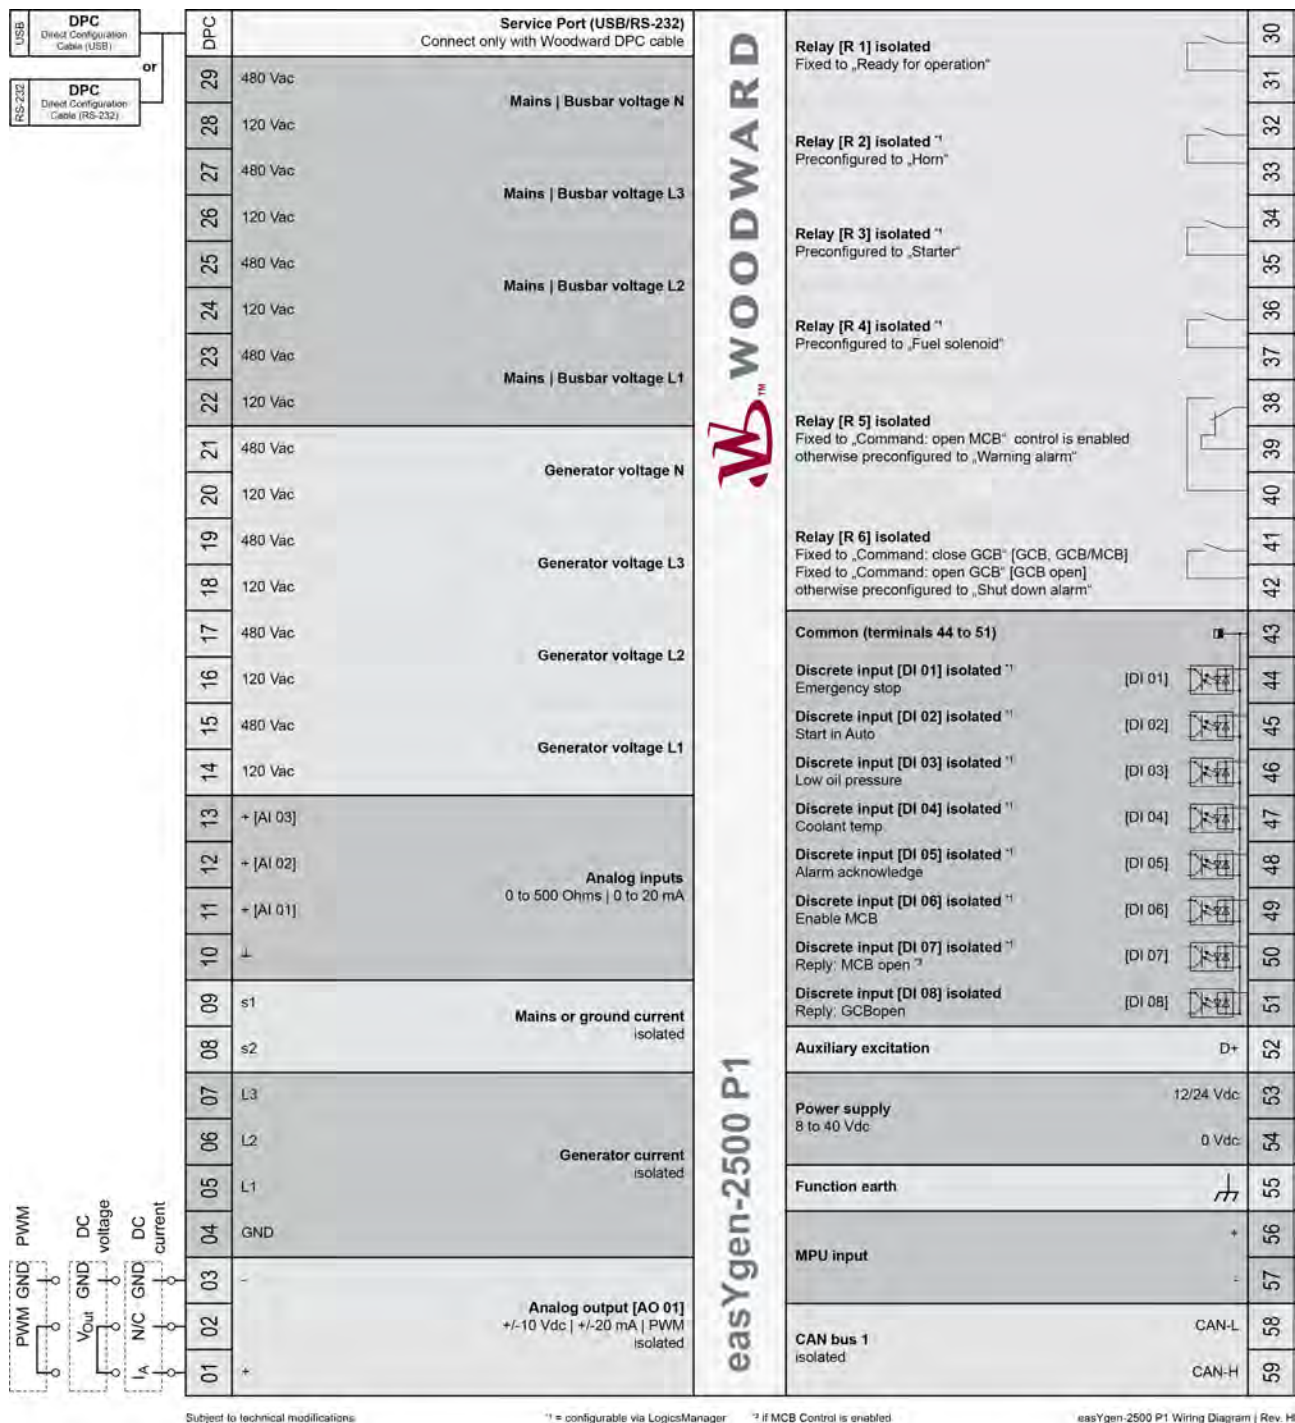 USB
DPC
Direct Configuration
Cable (USB)
or
RS-232
DPC
Direct Configuration
Cable (RS-232)
DPC
Service Port (USB/RS-232)
Connect only with Woodward DPC cable
29 480 Vac
Mains | Busbar voltage N
28 120 Vac
27 480 Vac
Mains | Busbar voltage L3
26 120 Vac
25 480 Vac
Mains | Busbar voltage L2
24 120 Vac
23 480 Vac
Mains | Busbar voltage L1
22 120 Vac
21 480 Vac
Generator voltage N
20 120 Vac
19 480 Vac
Generator voltage L3
18 120 Vac
17 480 Vac
Generator voltage L2
16 120 Vac
15 480 Vac
Generator voltage L1
14 120 Vac
13 + [AI 03]
12 + [AI 02]
Analog inputs
0 to 500 Ohms | 0 to 20 mA
11 + [AI 01]
10 ⊥
09 s1
Mains or ground current
isolated
08 s2
07 L3
06 L2
Generator current
isolated
05 L1
04 GND
03 -
Analog output [AO 01]
+/-10 Vdc | +/-20 mA | PWM
isolated
02
01 +
PWM
DC
voltage
DC
current
PWM GND
VOut GND
IA N/C GND
WOODWARD
TM
easYgen-2500 P1
Relay [R 1] isolated
Fixed to „Ready for operation“
30
31
Relay [R 2] isolated *1
Preconfigured to „Horn“
32
33
Relay [R 3] isolated *1
Preconfigured to „Starter“
34
35
Relay [R 4] isolated *1
Preconfigured to „Fuel solenoid“
36
37
Relay [R 5] isolated
Fixed to „Command: open MCB“ control is enabled
otherwise preconfigured to „Warning alarm“
38
39
40
Relay [R 6] isolated
Fixed to „Command: close GCB“ [GCB, GCB/MCB]
Fixed to „Command: open GCB“ [GCB open]
otherwise preconfigured to „Shut down alarm“
41
42
Common (terminals 44 to 51) 43
Discrete input [DI 01] isolated *1
Emergency stop
[DI 01] 44
Discrete input [DI 02] isolated *1
Start in Auto
[DI 02] 45
Discrete input [DI 03] isolated *1
Low oil pressure
[DI 03] 46
Discrete input [DI 04] isolated *1
Coolant temp.
[DI 04] 47
Discrete input [DI 05] isolated *1
Alarm acknowledge
[DI 05] 48
Discrete input [DI 06] isolated *1
Enable MCB
[DI 06] 49
Discrete input [DI 07] isolated *1
Reply: MCB open
[DI 07] 50
Discrete input [DI 08] isolated
Reply: GCBopen
[DI 08] 51
Auxiliary excitation D+ 52
Power supply
8 to 40 Vdc
12/24 Vdc 53
0 Vdc 54
Function earth 55
MPU input
+ 56
- 57
CAN bus 1
isolated
CAN-L 58
CAN-H 59
Subject to technical modifications
*1 = configurable via LogicsManager
if MCB Control is enabled
easYgen-2500 P1 Wiring Diagram | Rev. H